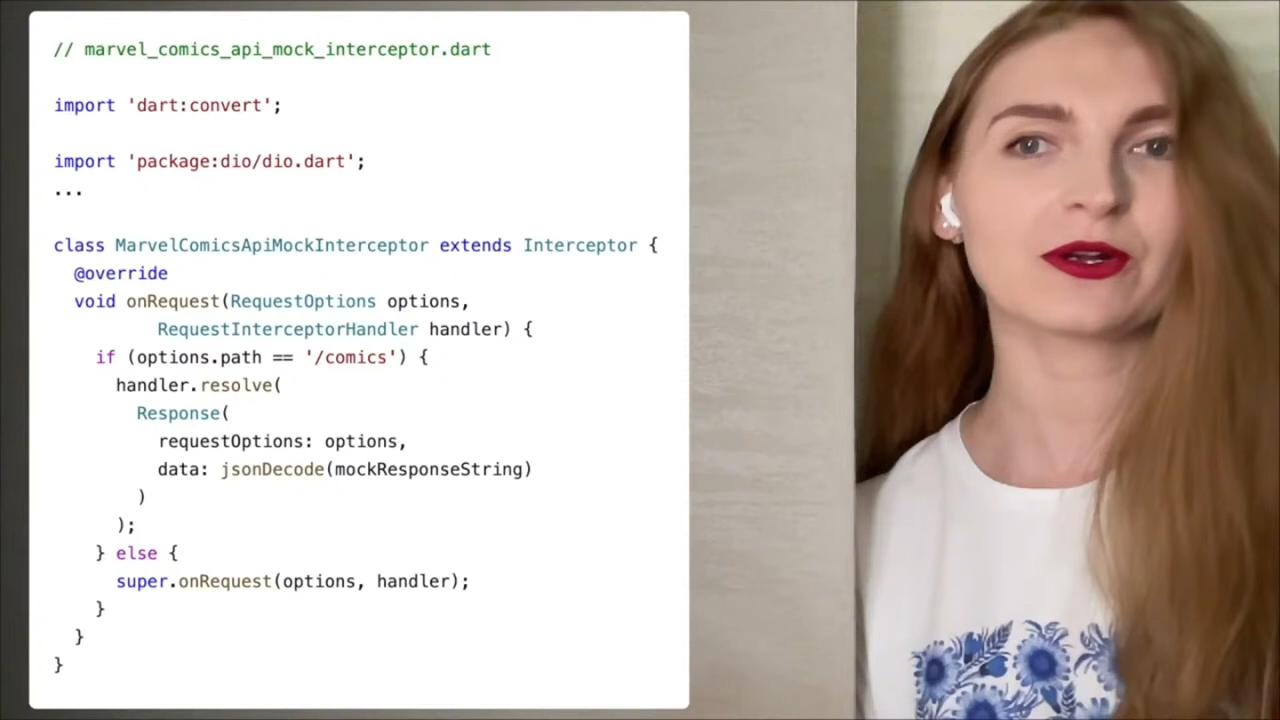 // marvel_comics_api_mock_interceptor.dart
import 'dart:convert';
import 'package:dio/dio.dart';
...
class MarvelComicsApiMockInterceptor extends Interceptor {
  @override
  void onRequest(RequestOptions options,
          RequestInterceptorHandler handler) {
    if (options.path == '/comics') {
      handler.resolve(
        Response(
          requestOptions: options,
          data: jsonDecode(mockResponseString)
        )
      );
    } else {
      super.onRequest(options, handler);
    }
  }
}